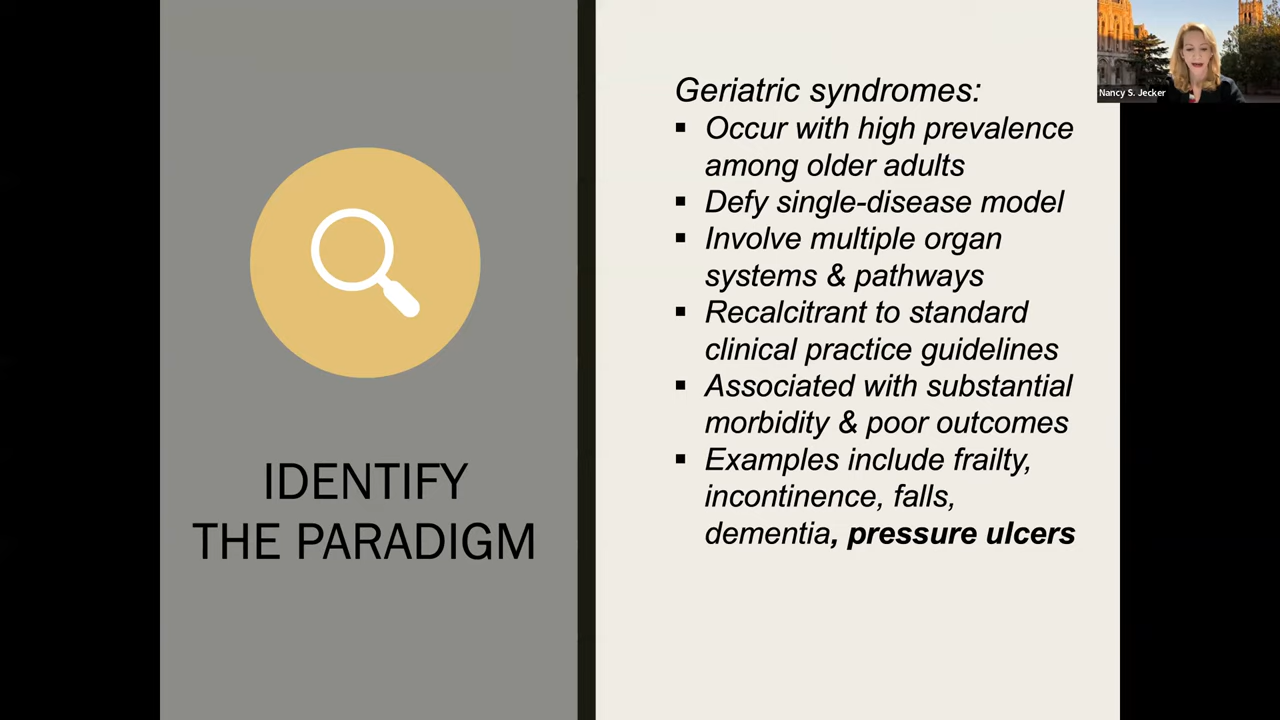 IDENTIFY
THE PARADIGM
Geriatric syndromes:
▪ Occur with high prevalence
among older adults
▪ Defy single-disease model
▪ Involve multiple organ
systems & pathways
▪ Recalcitrant to standard
clinical practice guidelines
▪ Associated with substantial
morbidity & poor outcomes
▪ Examples include frailty,
incontinence, falls,
dementia, pressure ulcers
Nancy S. Jecker